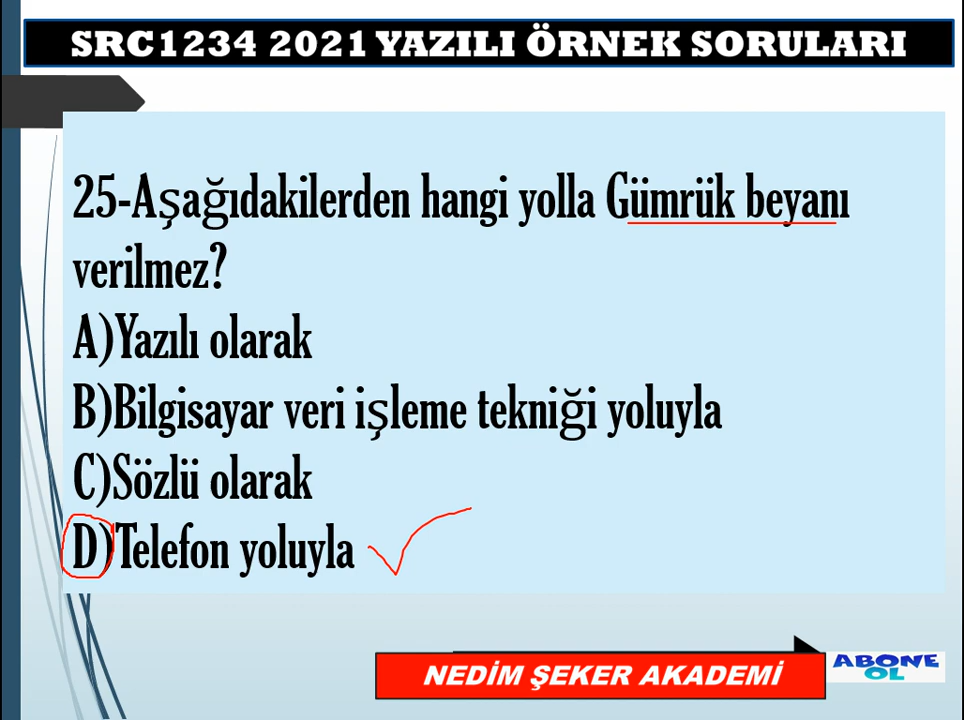 SRC1234 2021 YAZILI ÖRNEK SORULARI
25-Aşağıdakilerden hangi yolla Gümrük beyanı
verilmez?
A)Yazılı olarak
B)Bilgisayar veri işleme tekniği yoluyla
C)Sözlü olarak
D)Telefon yoluyla
NEDİM ŞEKER AKADEMİ
ABONE
OL